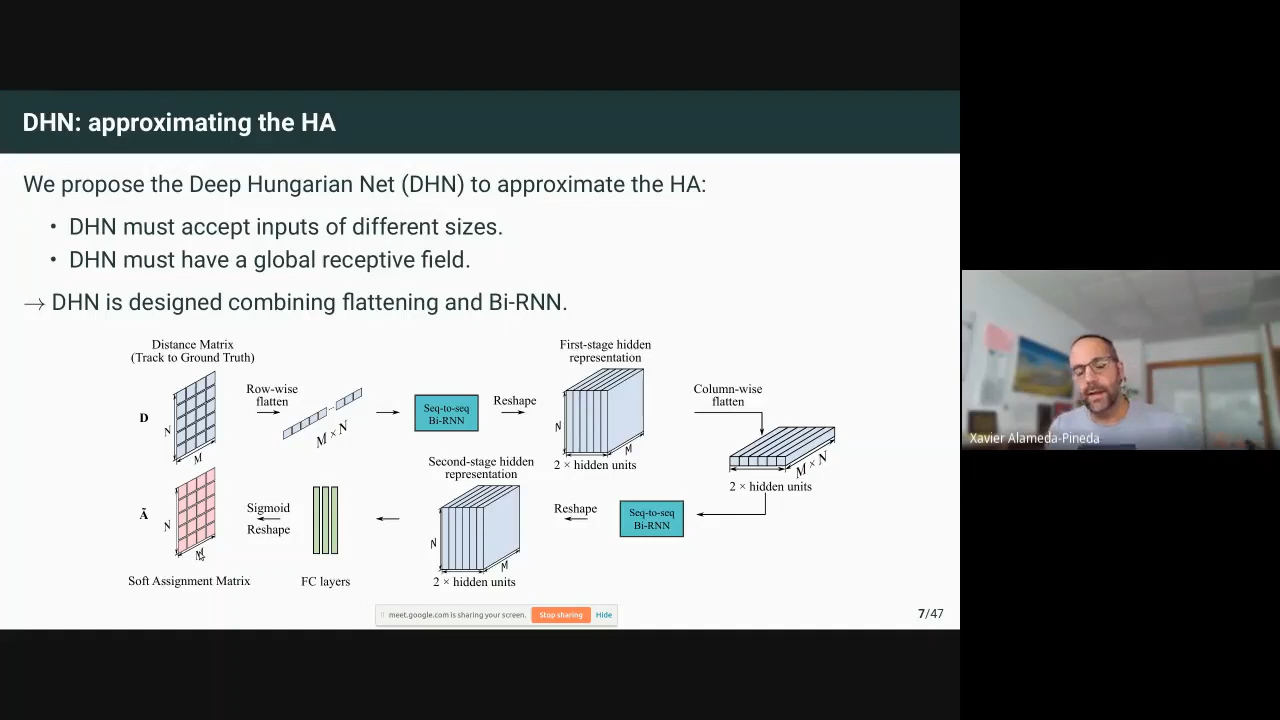 DHN: approximating the HA
We propose the Deep Hungarian Net (DHN) to approximate the HA:
• DHN must accept inputs of different sizes.
• DHN must have a global receptive field.
→ DHN is designed combining flattening and Bi-RNN.
Distance Matrix
(Track to Ground Truth)
D
N
M
Row-wise
flatten
M × N
Seq-to-seq
Bi-RNN
Reshape
First-stage hidden
representation
N
M
2 × hidden units
Column-wise
flatten
M × N
2 × hidden units
Seq-to-seq
Bi-RNN
Reshape
Second-stage hidden
representation
N
M
2 × hidden units
FC layers
Sigmoid
Reshape
Ã
N
M
Soft Assignment Matrix
meet.google.com is sharing your screen.
Stop sharing
Hide
7/47
Xavier Alameda-Pineda